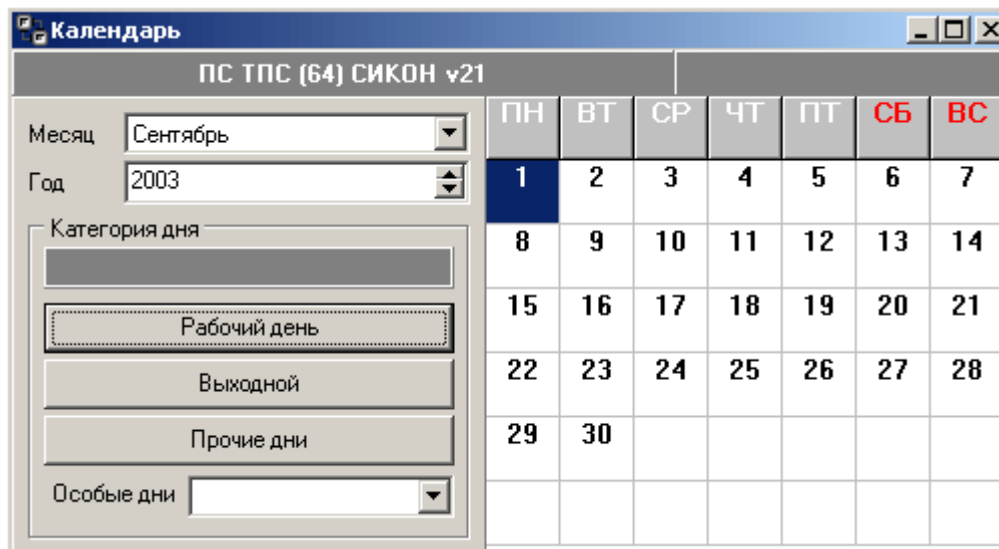 Календарь
ПС ТПС (64) СИКОН v21
Месяц Сентябрь
Год 2003
Категория дня
Рабочий день
Выходной
Прочие дни
Особые дни
ПН ВТ СР ЧТ ПТ СБ ВС
1 2 3 4 5 6 7
8 9 10 11 12 13 14
15 16 17 18 19 20 21
22 23 24 25 26 27 28
29 30